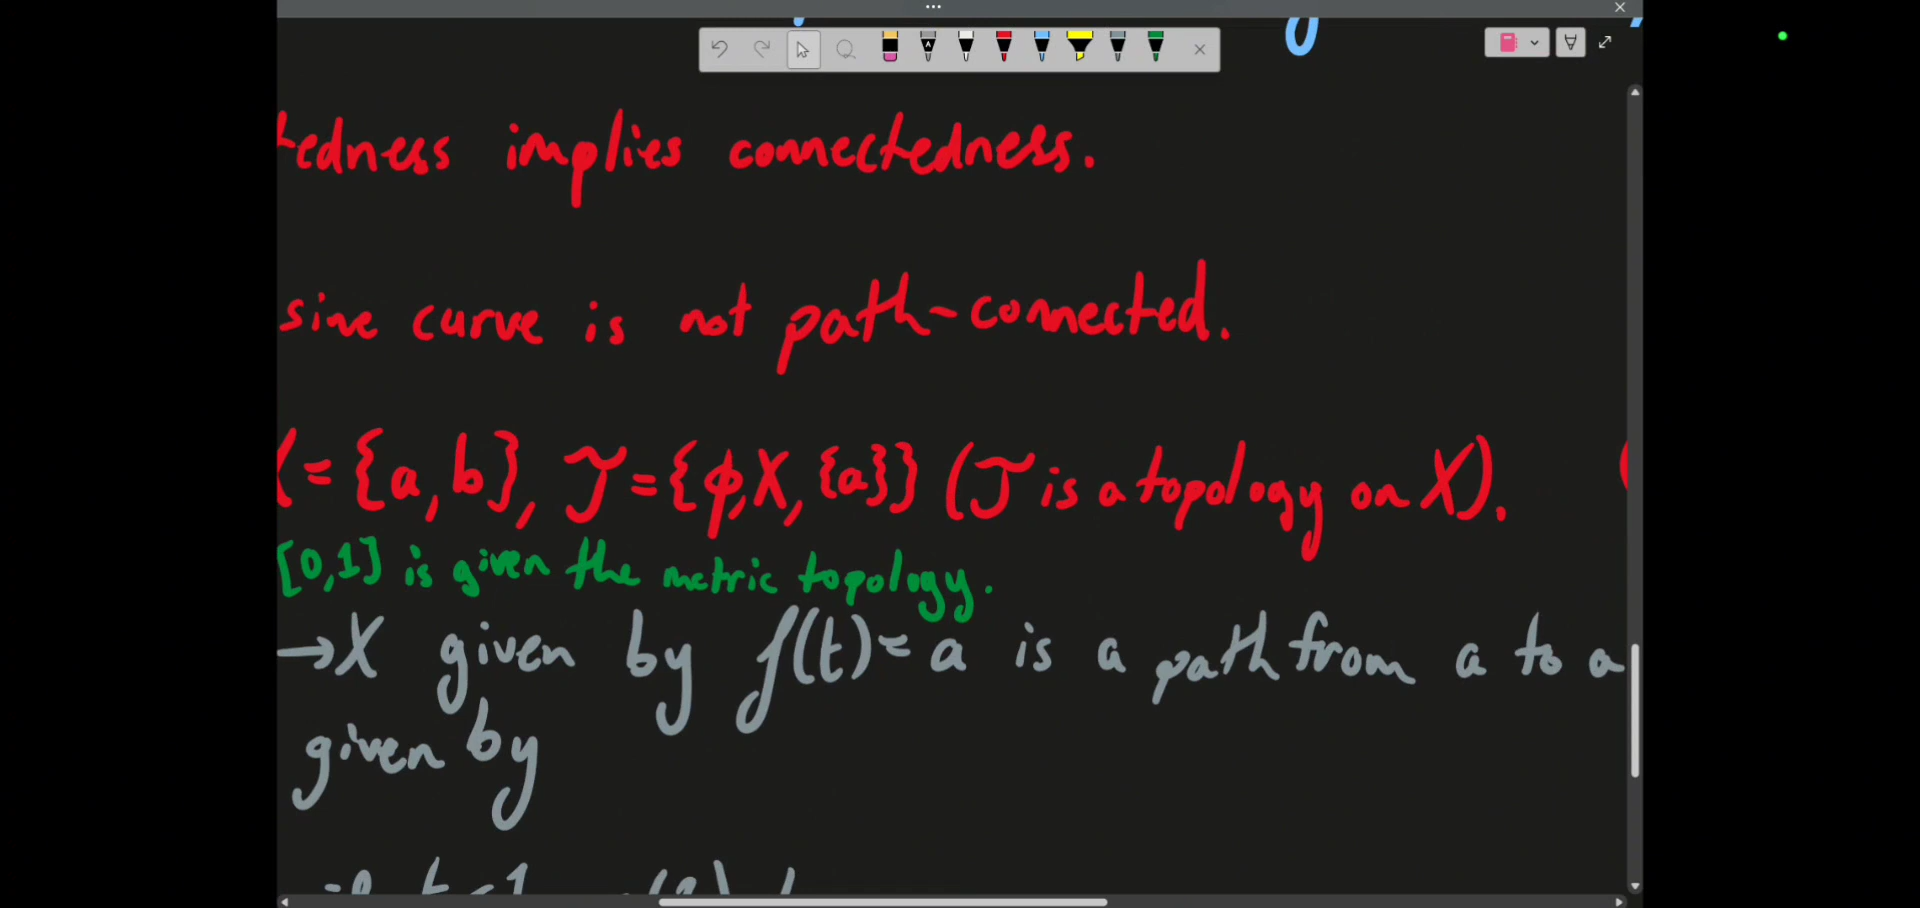 tedness implies connectedness.
sine curve is not path-connected.
X = {a, b}, 𝒯 = {ϕ, X, {a}} (𝒯 is a topology on X).
[0,1] is given the metric topology.
→X given by f(t) = a is a path from a to a
given by